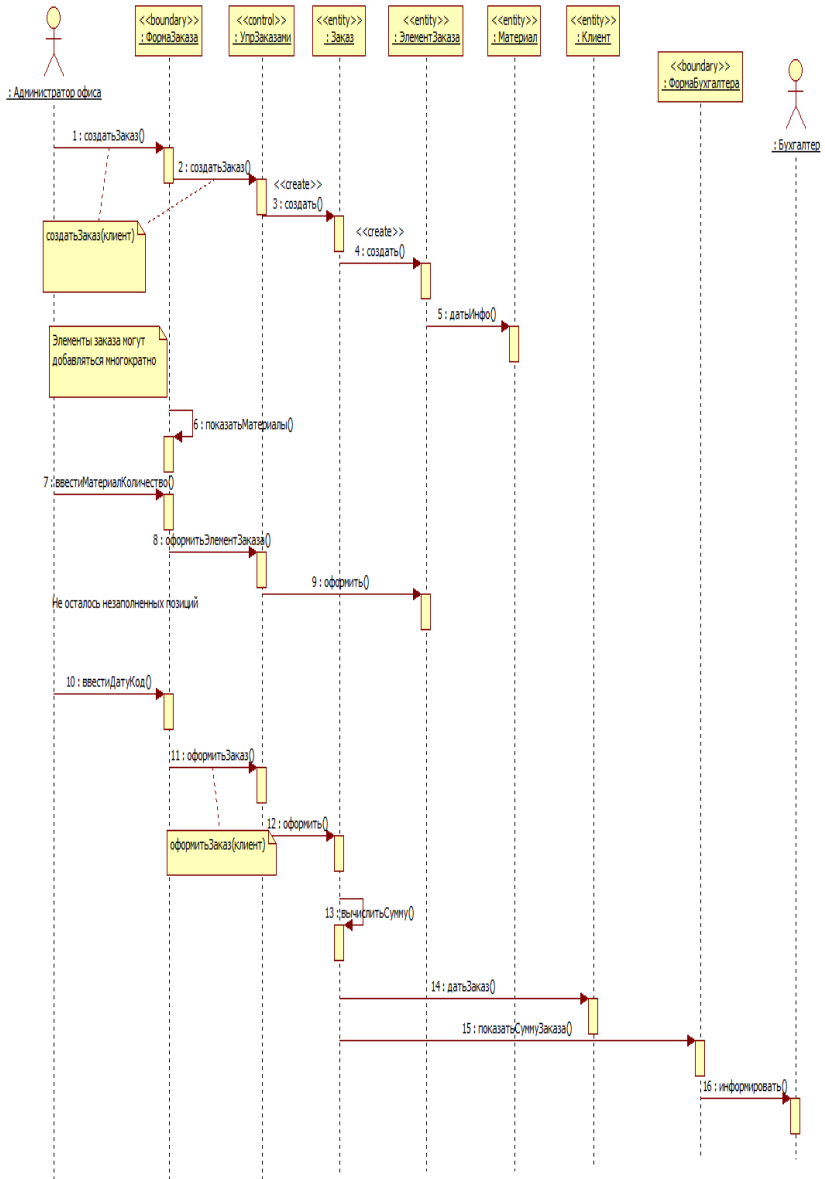 <<boundary>>
: ФормаЗаказа
<<control>>
: УпрЗаказами
<<entity>>
: Заказ
<<entity>>
: ЭлементЗаказа
<<entity>>
: Материал
<<entity>>
: Клиент
<<boundary>>
: ФормаБухгалтера
: Администратор офиса
: Бухгалтер
1 : создатьЗаказ()
2 : создатьЗаказ()
<<create>>
3 : создать()
создатьЗаказ(клиент)
<<create>>
4 : создать()
5 : датьИнфо()
Элементы заказа могут
добавляться многократно
6 : показатьМатериалы()
7 : ввестиМатериалКоличество()
8 : оформитьЭлементЗаказа()
9 : оформить()
Не осталось незаполненных позиций
10 : ввестиДатуКод()
11 : оформитьЗаказ()
12 : оформить()
оформитьЗаказ(клиент)
13 : вычислитьСумму()
14 : датьЗаказ()
15 : показатьСуммуЗаказа()
16 : информировать()